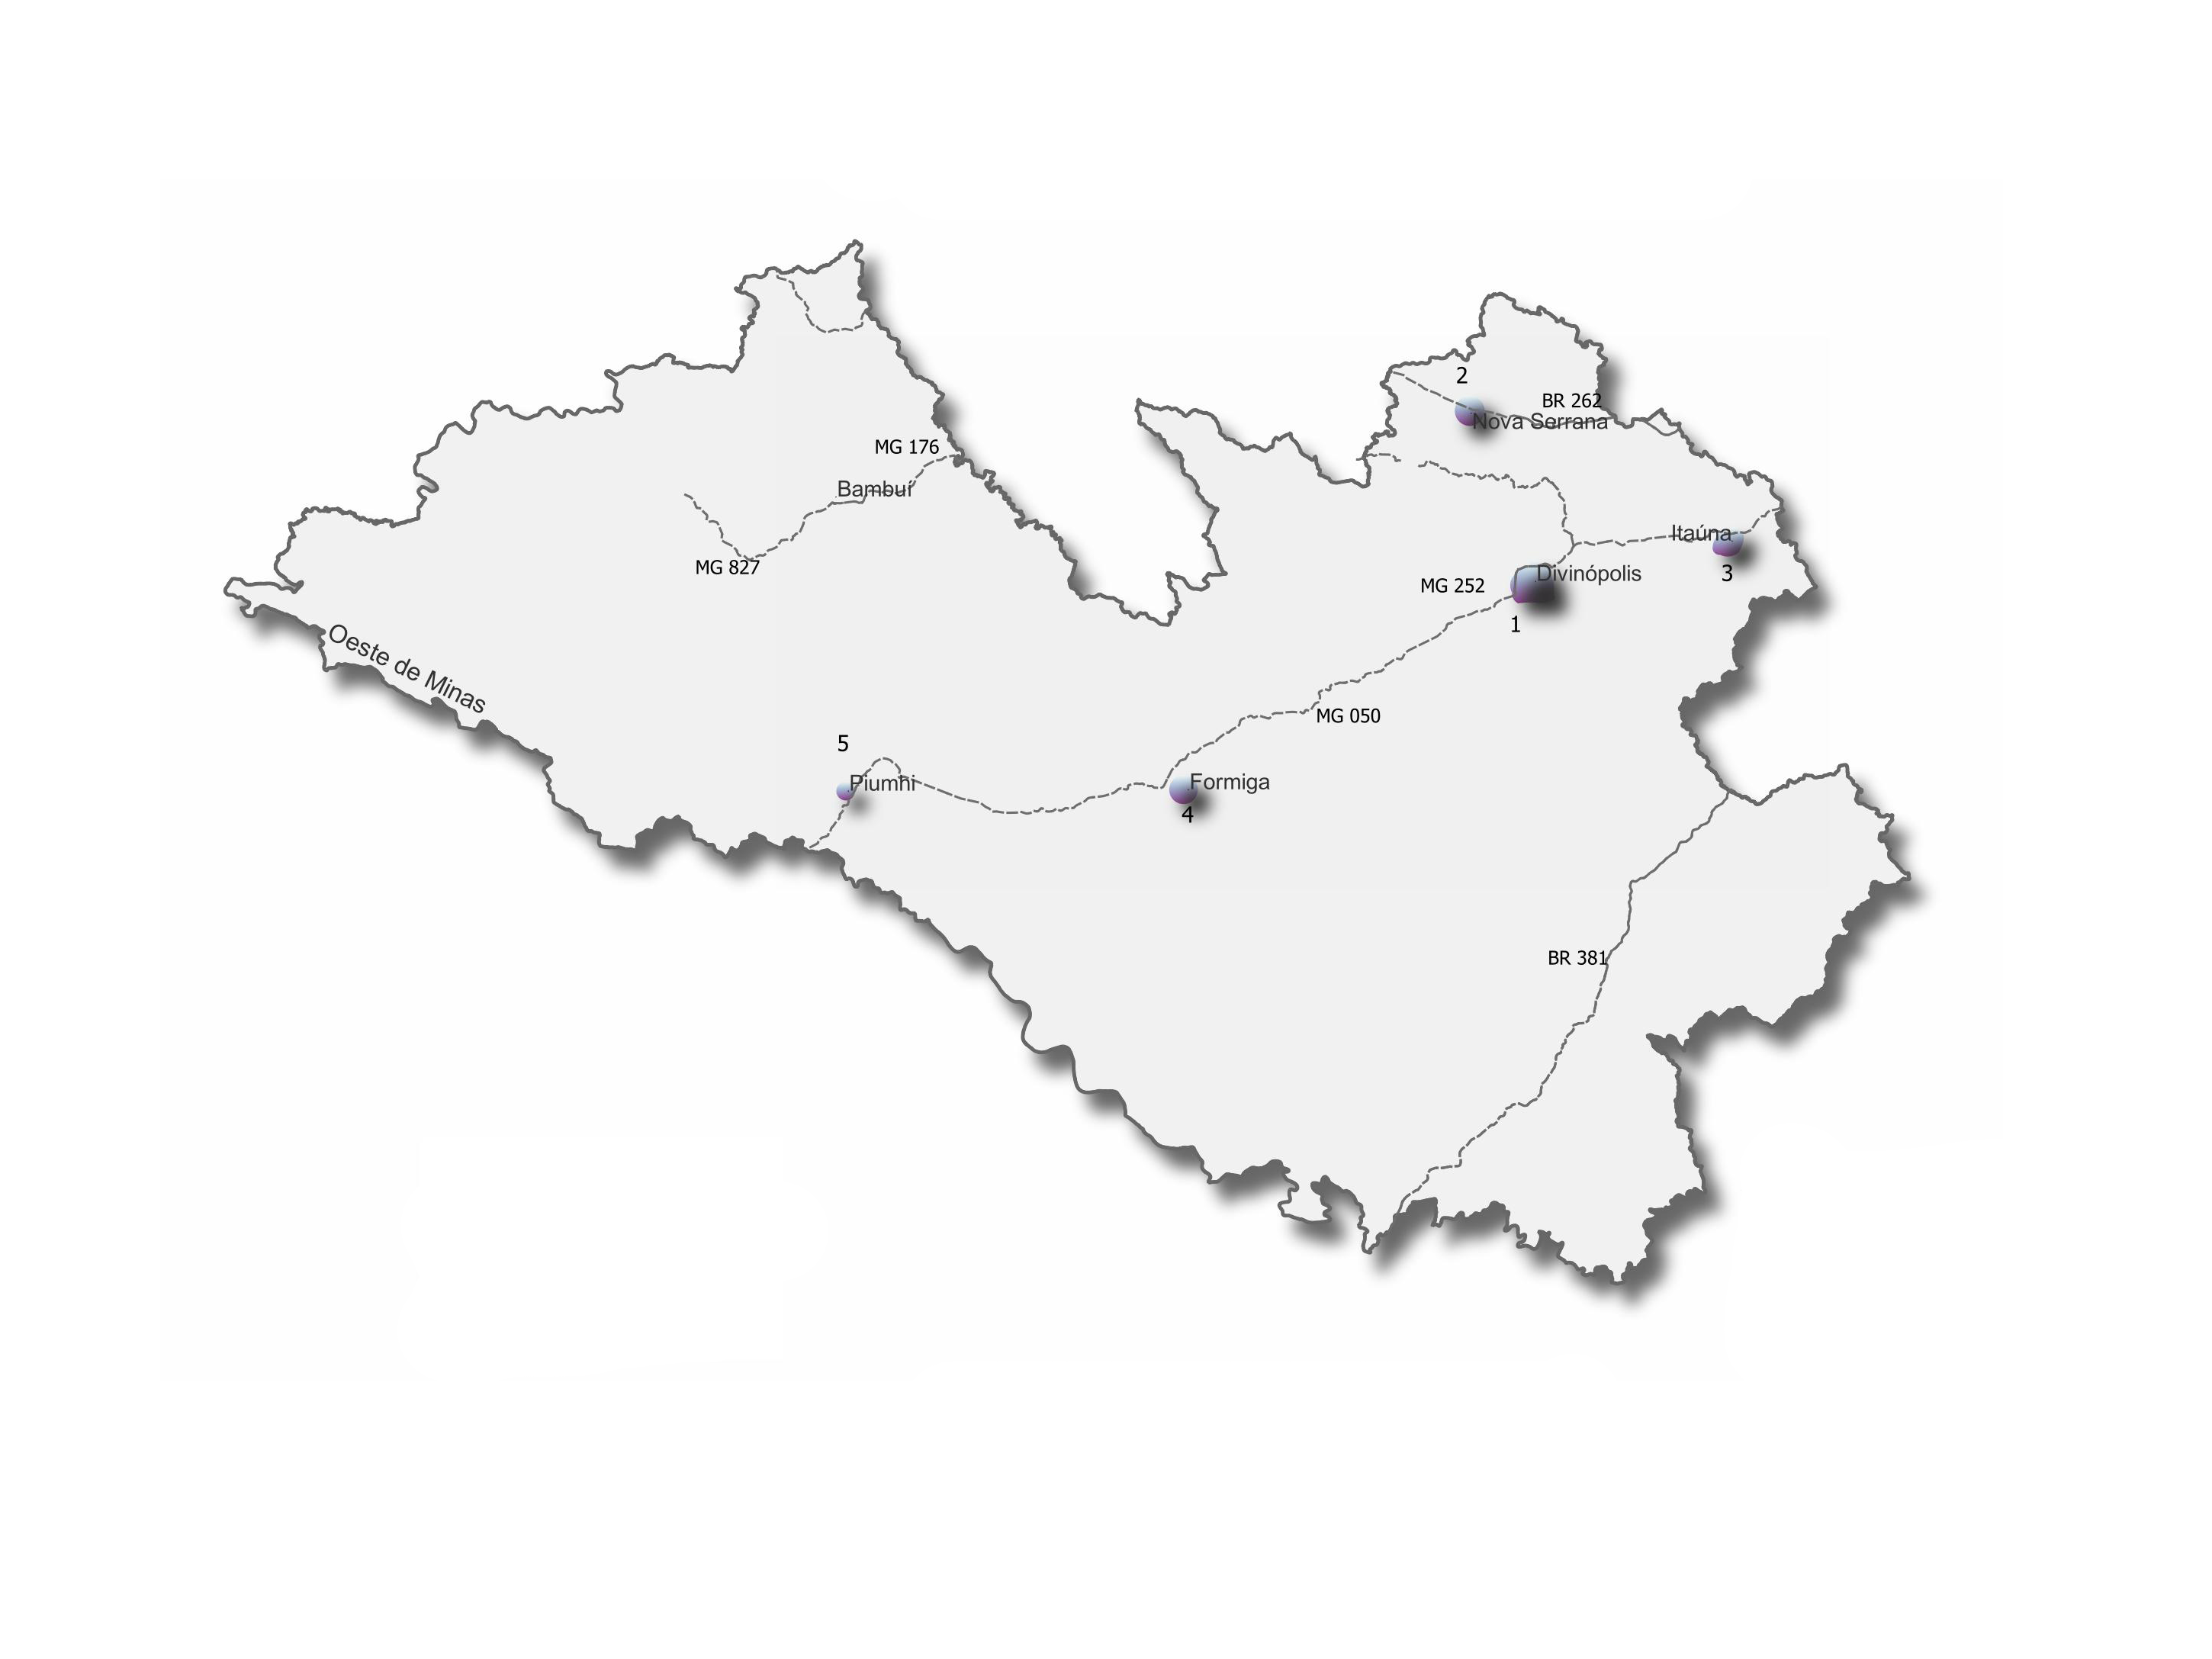 2
BR 262
Nova Serrana
MG 176
Bambuí
Itaúna
3
MG 827
Divinópolis
MG 252
1
Oeste de Minas
MG 050
5
Piumhi
Formiga
4
BR 381